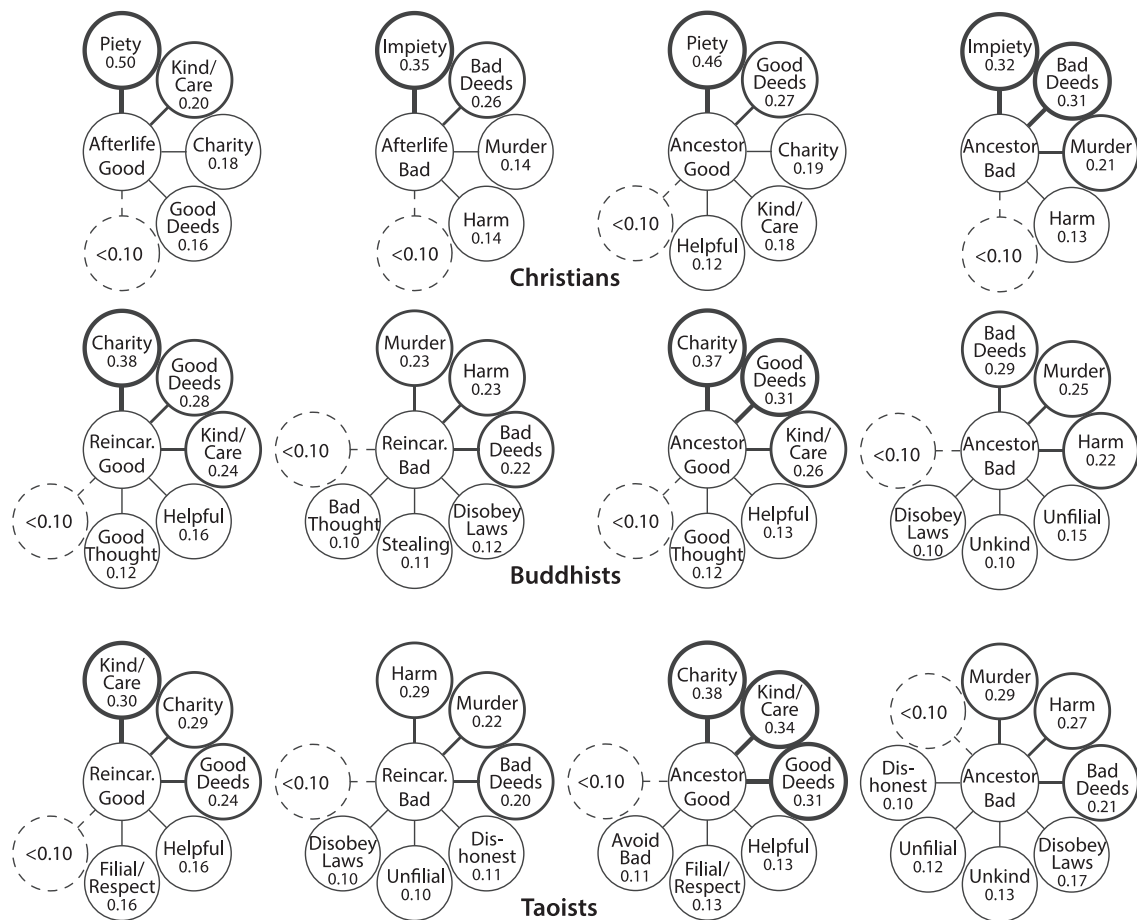 Piety
0.50
Kind/
Care
0.20
Afterlife
Good
Charity
0.18
Good
Deeds
0.16
<0.10
Impiety
0.35
Bad
Deeds
0.26
Afterlife
Bad
Murder
0.14
Harm
0.14
<0.10
Piety
0.46
Good
Deeds
0.27
Ancestor
Good
Charity
0.19
Kind/
Care
0.18
Helpful
0.12
<0.10
Impiety
0.32
Bad
Deeds
0.31
Ancestor
Bad
Murder
0.21
Harm
0.13
<0.10
Christians
Charity
0.38
Good
Deeds
0.28
Reincar.
Good
Kind/
Care
0.24
Helpful
0.16
Good
Thought
0.12
<0.10
Murder
0.23
Harm
0.23
Reincar.
Bad
Bad
Deeds
0.22
Disobey
Laws
0.12
Stealing
0.11
Bad
Thought
0.10
<0.10
Charity
0.37
Good
Deeds
0.31
Ancestor
Good
Kind/
Care
0.26
Helpful
0.13
Good
Thought
0.12
<0.10
Bad
Deeds
0.29
Murder
0.25
Ancestor
Bad
Harm
0.22
Unfilial
0.15
Unkind
0.10
Disobey
Laws
0.10
<0.10
Buddhists
Kind/
Care
0.30
Charity
0.29
Reincar.
Good
Good
Deeds
0.24
Helpful
0.16
Filial/
Respect
0.16
<0.10
Harm
0.29
Murder
0.22
Reincar.
Bad
Bad
Deeds
0.20
Dis-
honest
0.11
Unfilial
0.10
Disobey
Laws
0.10
<0.10
Charity
0.38
Kind/
Care
0.34
Ancestor
Good
Good
Deeds
0.31
Helpful
0.13
Filial/
Respect
0.13
Avoid
Bad
0.11
<0.10
Murder
0.29
Harm
0.27
Ancestor
Bad
Bad
Deeds
0.21
Disobey
Laws
0.17
Unkind
0.13
Unfilial
0.12
Dis-
honest
0.10
<0.10
Taoists